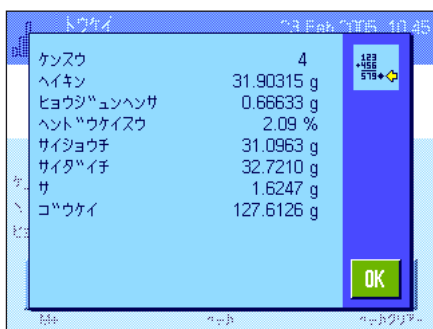 トウケイ 23 Feb 2005 10:45
ケンスウ 4
ヘイキン 31.90315 g
ヒョウジュンヘンサ 0.66633 g
ヘンドウケイスウ 2.09 %
サイショウチ 31.0963 g
サイダイチ 32.7210 g
サ 1.6247 g
ゴウケイ 127.6126 g
123
+456
579
OK